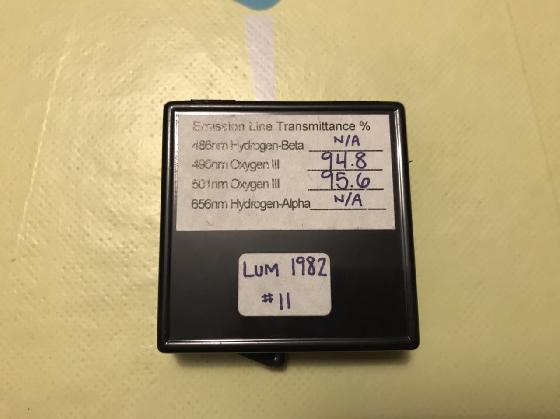 Emission Line Transmittance %
486nm Hydrogen-Beta N/A
496nm Oxygen III 94.8
501nm Oxygen III 95.6
656nm Hydrogen-Alpha N/A
LUM 1982
#11